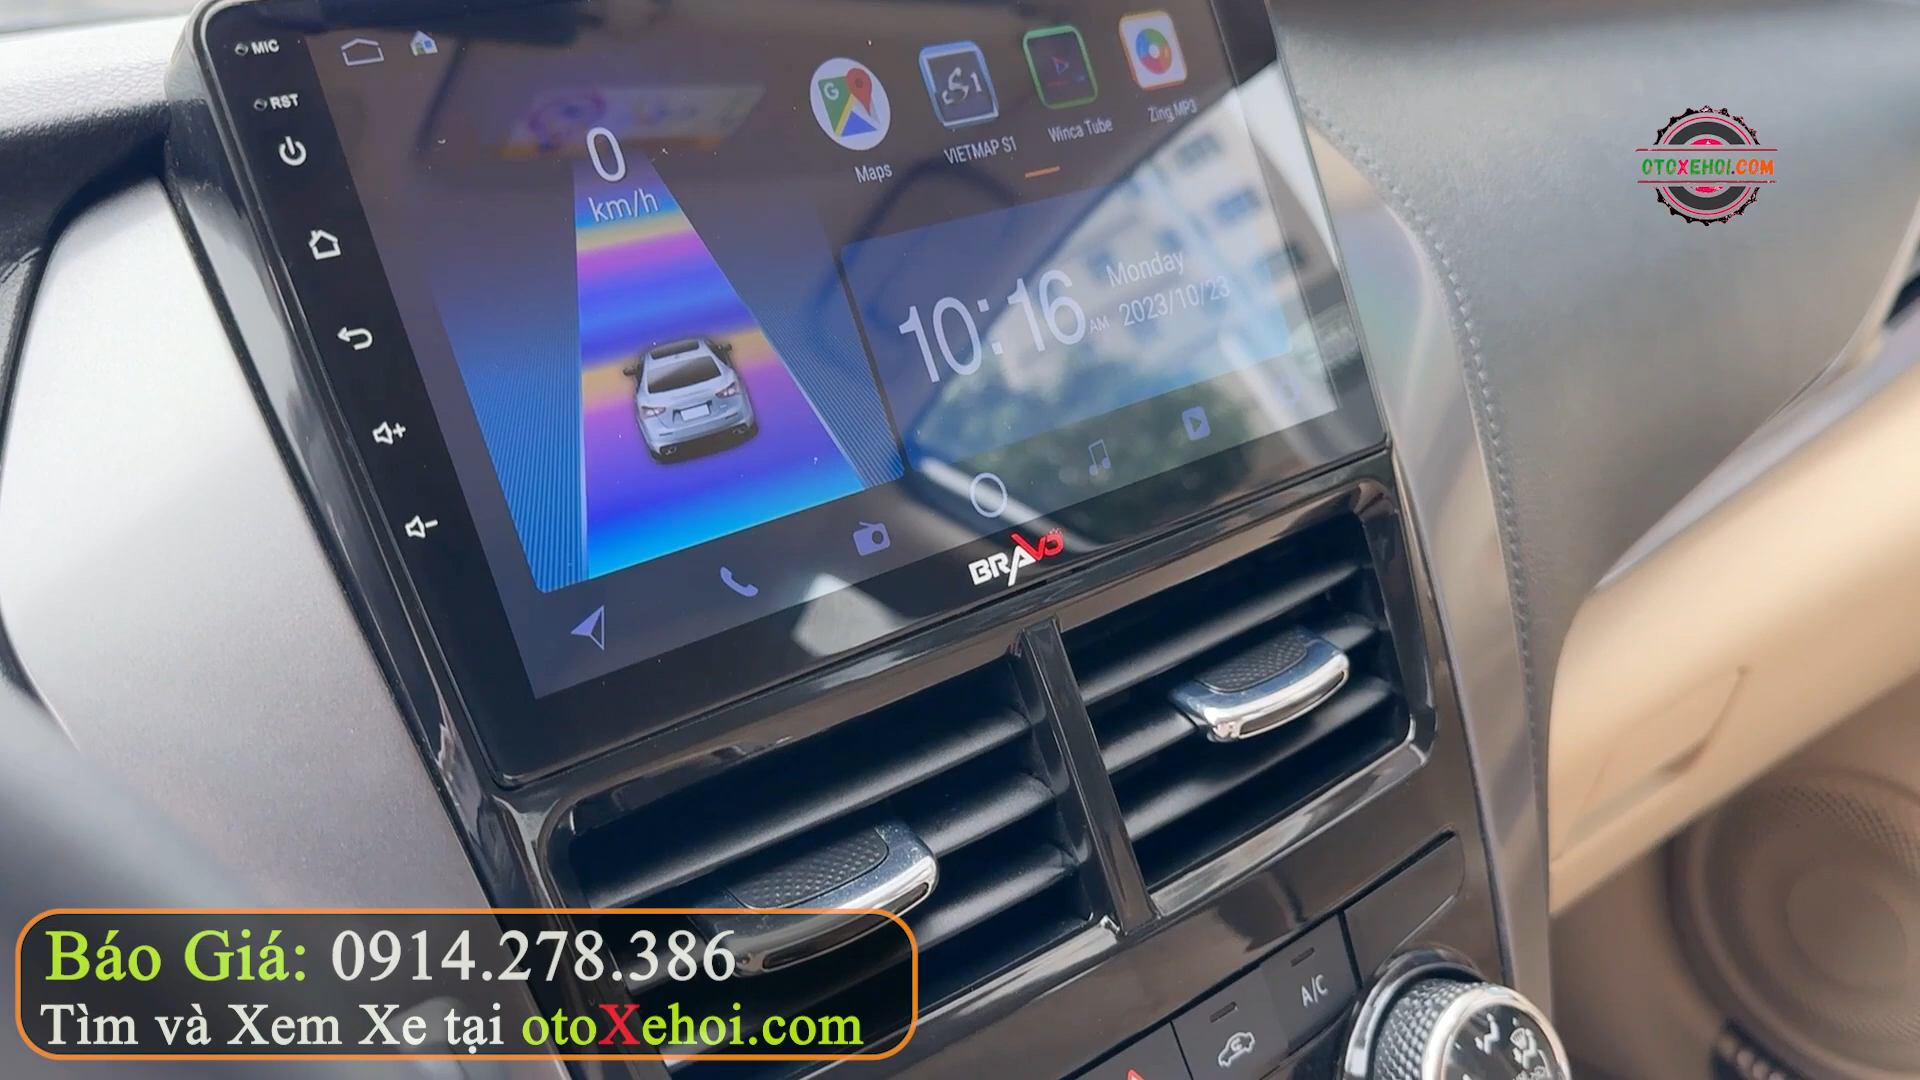 MIC
RST
0
km/h
Maps
VIETMAP S1
Winca Tube
Zing MP3
10:16 AM
Monday
2023/10/23
BRAVO
OTOXEHOI.COM
A/C
Báo Giá: 0914.278.386
Tìm và Xem Xe tại otoXehoi.com